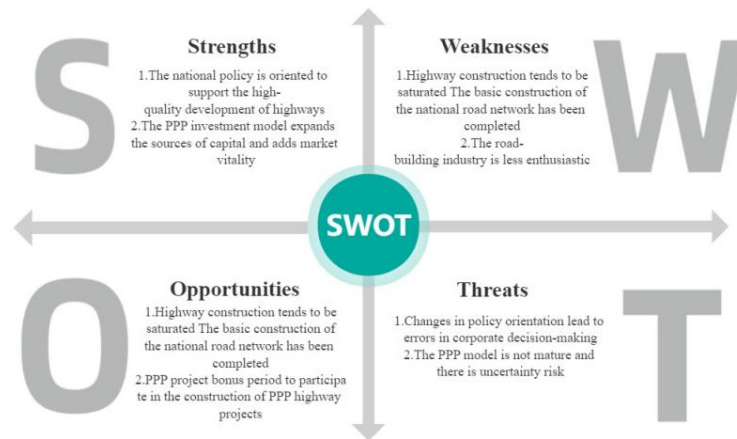 S
Strengths
1.The national policy is oriented to
support the high-
quality development of highways
2.The PPP investment model expands
the sources of capital and adds market
vitality
Weaknesses
1.Highway construction tends to be
saturated The basic construction of
the national road network has been
completed
2.The road-
building industry is less enthusiastic
W
SWOT
O
Opportunities
1.Highway construction tends to be
saturated The basic construction of
the national road network has been
completed
2.PPP project bonus period to participa
te in the construction of PPP highway
projects
Threats
1.Changes in policy orientation lead to
errors in corporate decision-making
2.The PPP model is not mature and
there is uncertainty risk
T